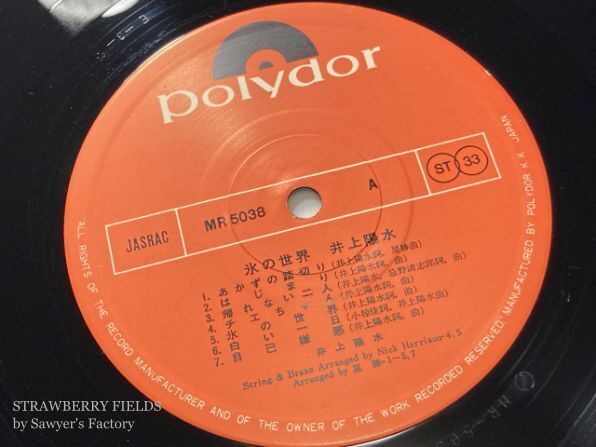 polydor
JASRAC
MR 5038
A
ST 33
氷の世界 井上陽水
1. あかずの踏切り (井上陽水詞、星勝曲)
2. はじまり (井上陽水詞、曲)
3. 帰れない二人 (井上陽水、忌野清志郎詞、曲)
4. チエちゃん (井上陽水詞、曲)
5. 氷の世界 (井上陽水詞、曲)
6. 白い一日 (小椋佳詞、井上陽水曲)
7. 自己嫌悪 (井上陽水詞、曲)
井上陽水
String & Brass Arranged by Nick Harrison-4,5
Arranged by 星勝-1~5,7
ALL RIGHTS OF THE RECORD MANUFACTURER AND OF THE OWNER OF THE WORK RECORDED RESERVED. MANUFACTURED BY POLYDOR K.K. JAPAN
STRAWBERRY FIELDS
by Sawyer's Factory